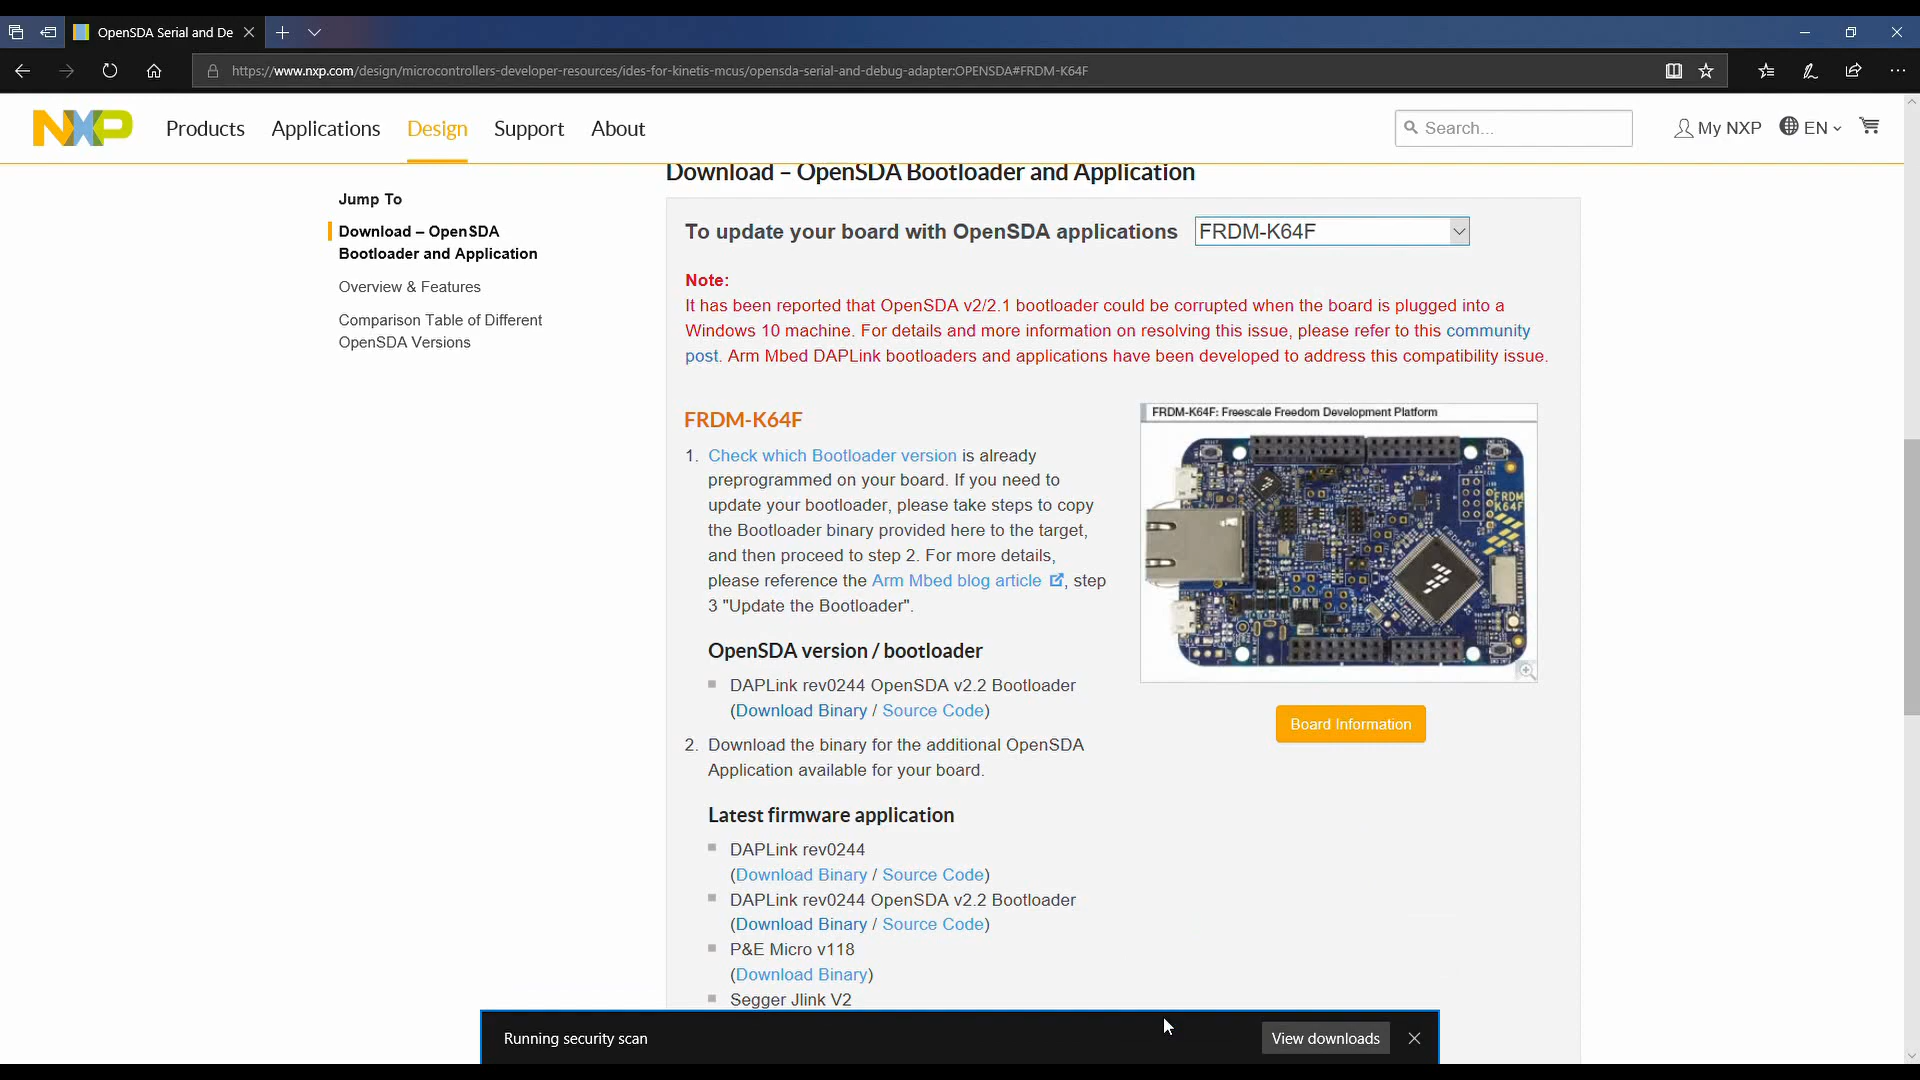 OpenSDA Serial and De
https://www.nxp.com/design/microcontrollers-developer-resources/ides-for-kinetis-mcus/opensda-serial-and-debug-adapter:OPENSDA#FRDM-K64F
NXP
Products
Applications
Design
Support
About
Search...
My NXP
EN
Jump To
Download – OpenSDA
Bootloader and Application
Overview & Features
Comparison Table of Different
OpenSDA Versions
Download – OpenSDA Bootloader and Application
To update your board with OpenSDA applications
FRDM-K64F
Note:
It has been reported that OpenSDA v2/2.1 bootloader could be corrupted when the board is plugged into a
Windows 10 machine. For details and more information on resolving this issue, please refer to this community
post. Arm Mbed DAPLink bootloaders and applications have been developed to address this compatibility issue.
FRDM-K64F
1. Check which Bootloader version is already
preprogrammed on your board. If you need to
update your bootloader, please take steps to copy
the Bootloader binary provided here to the target,
and then proceed to step 2. For more details,
please reference the Arm Mbed blog article , step
3 "Update the Bootloader".
OpenSDA version / bootloader
DAPLink rev0244 OpenSDA v2.2 Bootloader
(Download Binary / Source Code)
2. Download the binary for the additional OpenSDA
Application available for your board.
Latest firmware application
DAPLink rev0244
(Download Binary / Source Code)
DAPLink rev0244 OpenSDA v2.2 Bootloader
(Download Binary / Source Code)
P&E Micro v118
(Download Binary)
Segger Jlink V2
FRDM-K64F: Freescale Freedom Development Platform
FRDM
K64F
Board Information
Running security scan
View downloads